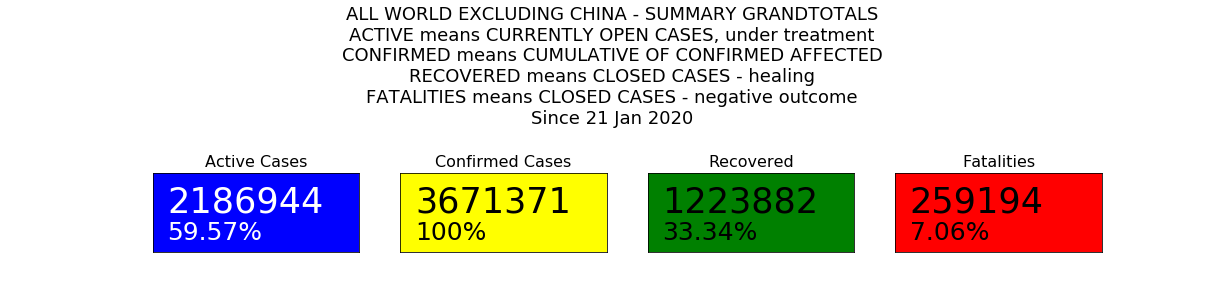 ALL WORLD EXCLUDING CHINA - SUMMARY GRANDTOTALS
ACTIVE means CURRENTLY OPEN CASES, under treatment
CONFIRMED means CUMULATIVE OF CONFIRMED AFFECTED
RECOVERED means CLOSED CASES - healing
FATALITIES means CLOSED CASES - negative outcome
Since 21 Jan 2020
Active Cases
2186944
59.57%
Confirmed Cases
3671371
100%
Recovered
1223882
33.34%
Fatalities
259194
7.06%